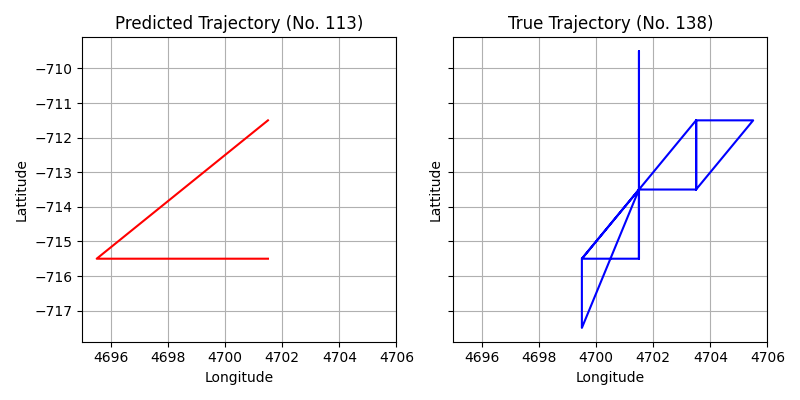 Predicted Trajectory (No. 113)
True Trajectory (No. 138)
Lattitude
−710
−711
−712
−713
−714
−715
−716
−717
4696 4698 4700 4702 4704 4706
Longitude
Lattitude
4696 4698 4700 4702 4704 4706
Longitude